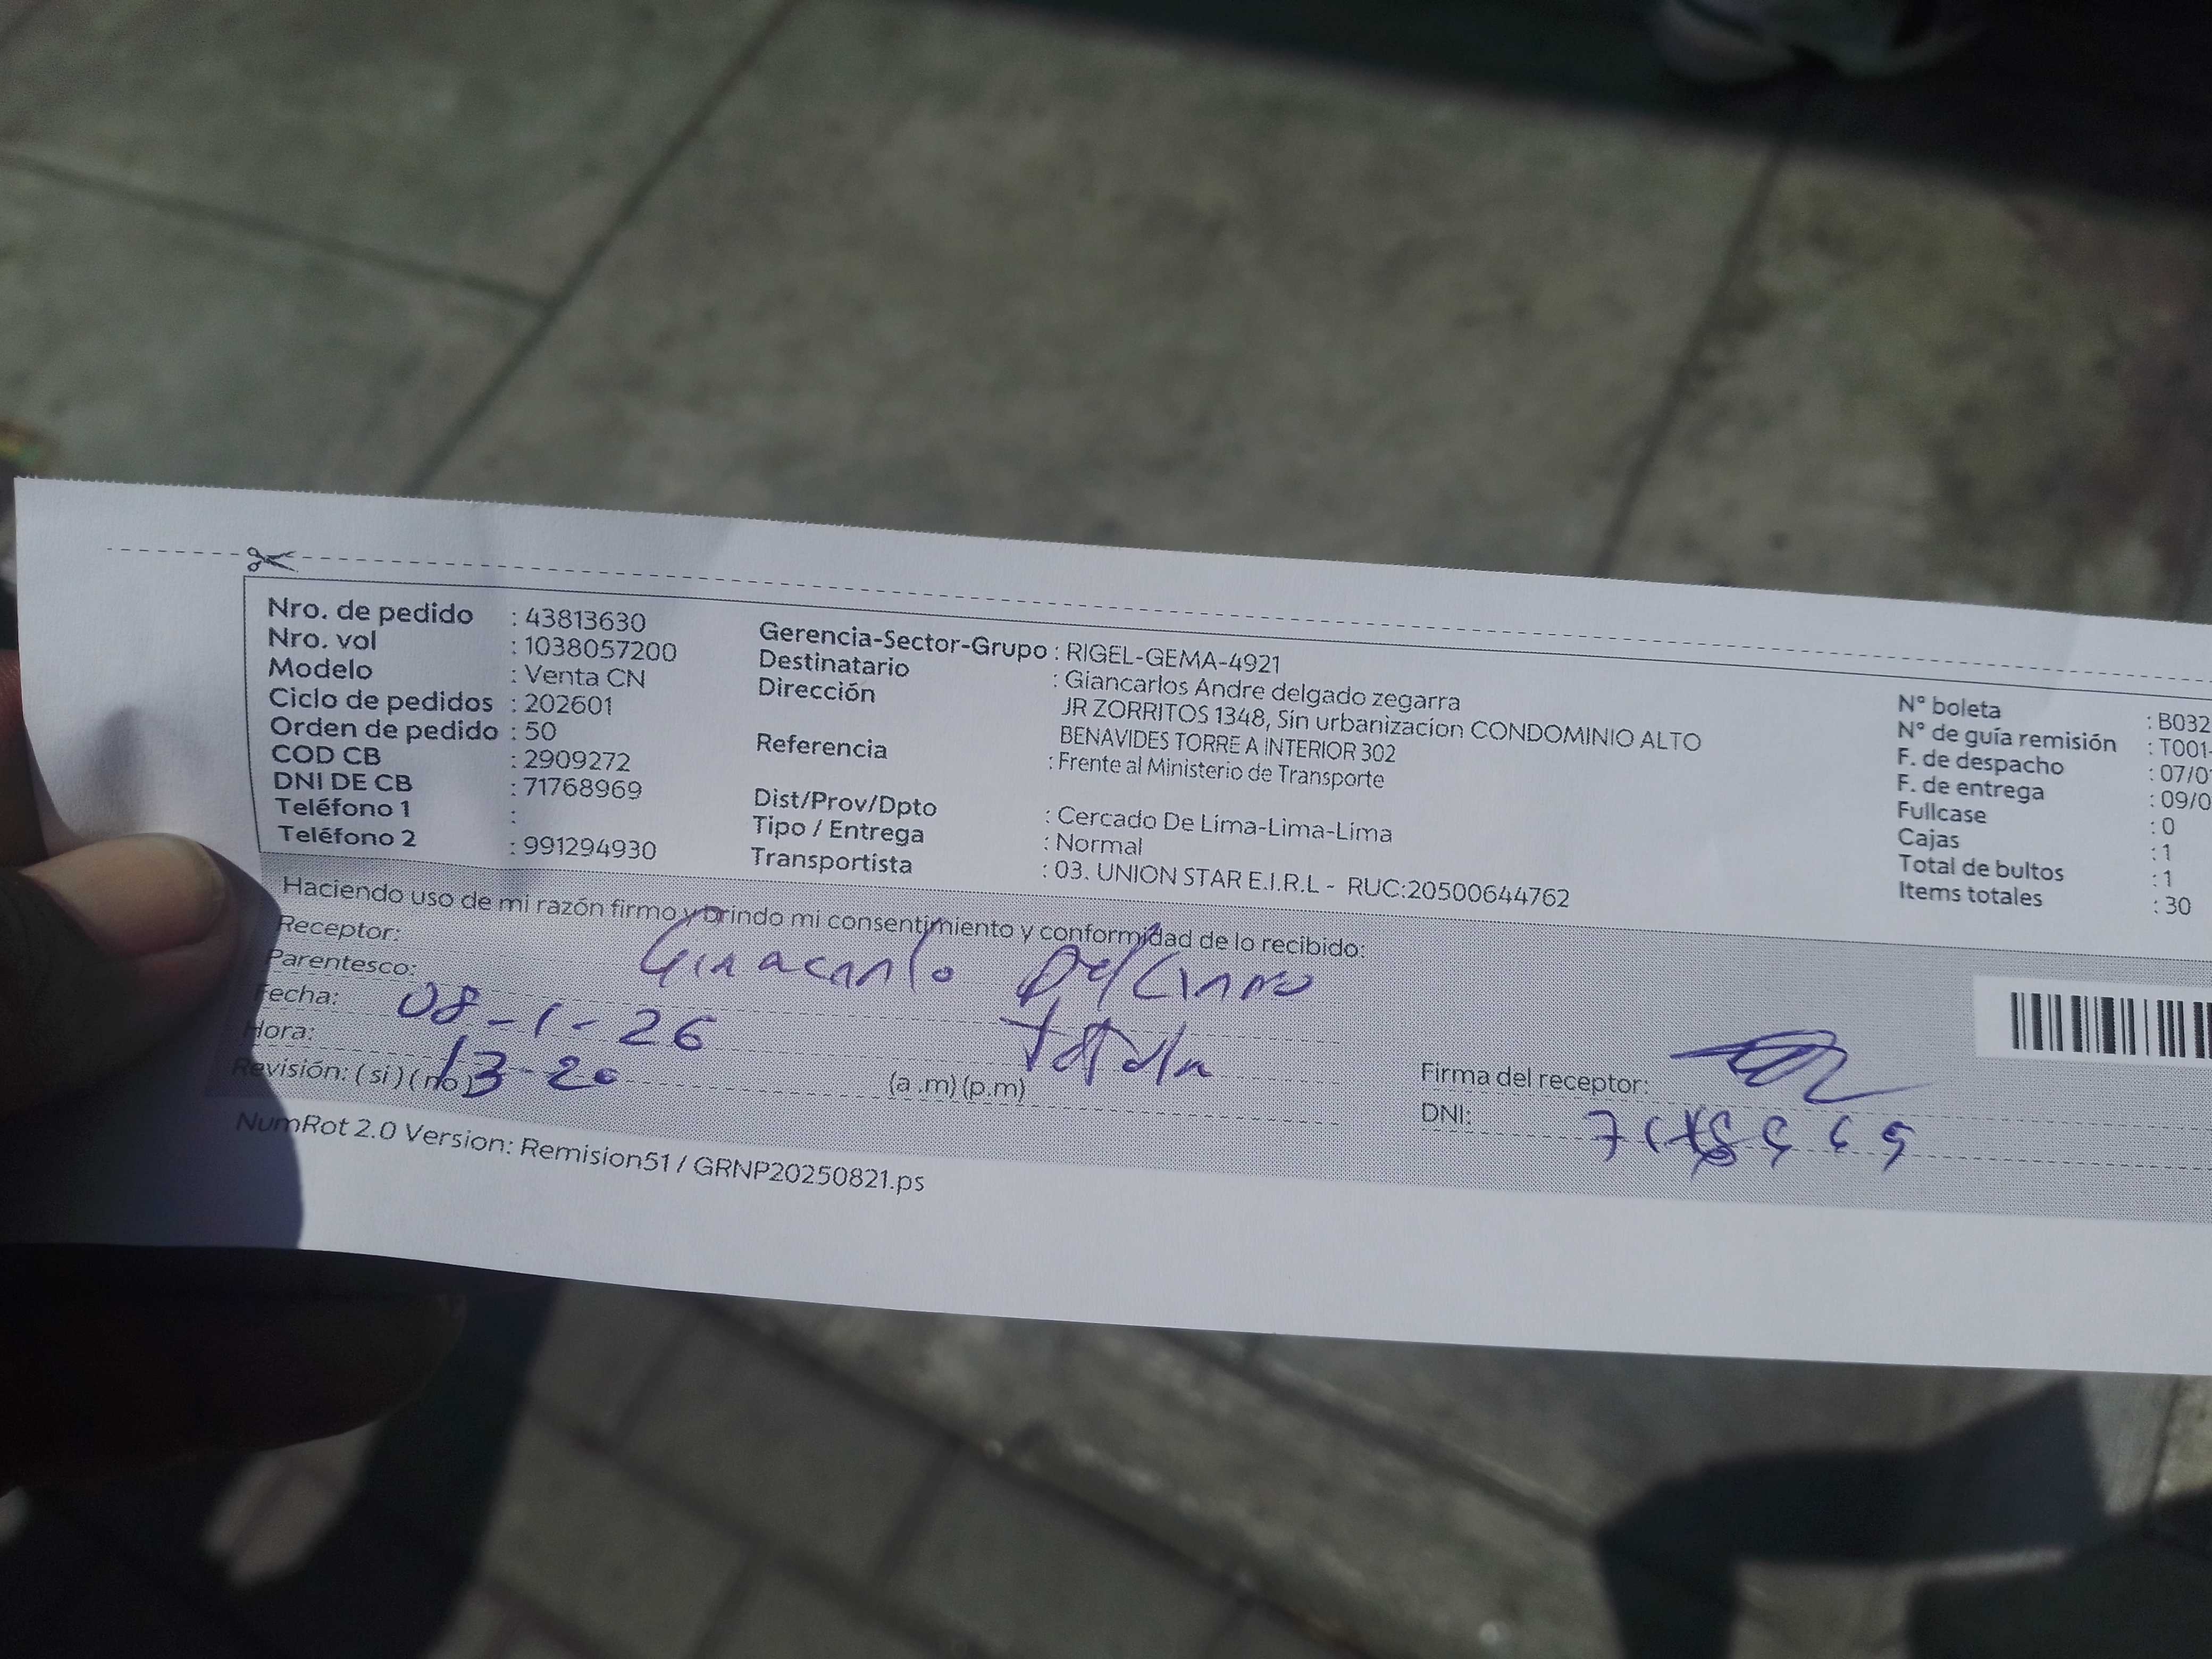 Nro. de pedido : 43813630
Nro. vol : 1038057200
Modelo : Venta CN
Ciclo de pedidos : 202601
Orden de pedido : 50
COD CB : 2909272
DNI DE CB : 71768969
Teléfono 1 :
Teléfono 2 : 991294930
Gerencia-Sector-Grupo : RIGEL-GEMA-4921
Destinatario : Giancarlos Andre delgado zegarra
Dirección JR ZORRITOS 1348, Sin urbanizacion CONDOMINIO ALTO
BENAVIDES TORRE A INTERIOR 302
Referencia : Frente al Ministerio de Transporte
Dist/Prov/Dpto : Cercado De Lima-Lima-Lima
Tipo / Entrega : Normal
Transportista : 03. UNION STAR E.I.R.L - RUC:20500644762
N° boleta : B032
N° de guía remisión : T001-
F. de despacho : 07/0
F. de entrega : 09/0
Fullcase : 0
Cajas : 1
Total de bultos : 1
Items totales : 30
Haciendo uso de mi razón firmo y brindo mi consentimiento y conformidad de lo recibido:
Receptor:
Parentesco:
Fecha: 08-1-26
Hora: 13-20 (a.m) (p.m)
Revisión: (si) (no)
Firma del receptor:
DNI:
NumRot 2.0 Version: Remision51 / GRNP20250821.ps